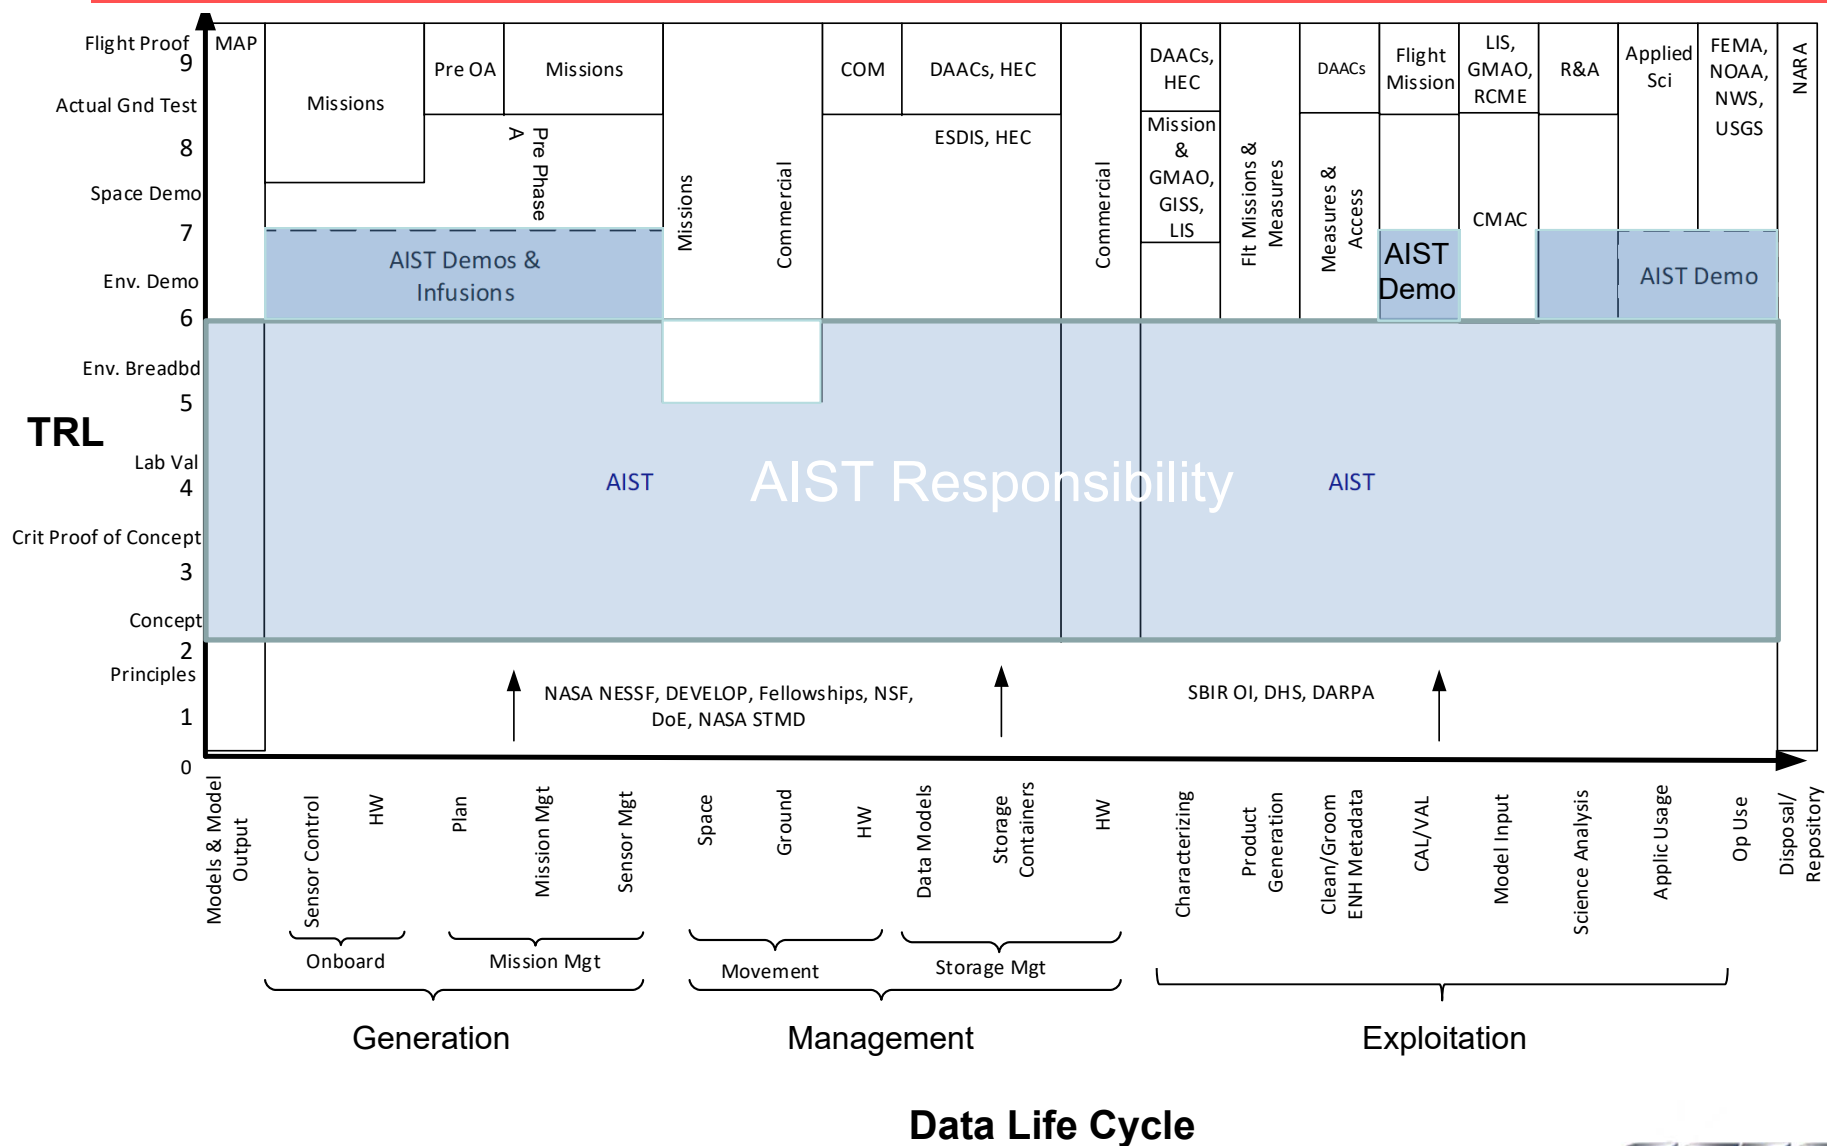 Flight Proof
9
Actual Gnd Test
8
Space Demo
7
Env. Demo
6
Env. Breadbd
5
TRL
Lab Val
4
Crit Proof of Concept
3
Concept
2
Principles
1
0
MAP
Missions
Pre OA
Missions
Pre Phase
A
Missions
Commercial
COM
DAACs, HEC
ESDIS, HEC
Commercial
DAACs,
HEC
Mission
&
GMAO,
GISS,
LIS
Flt Missions &
Measures
DAACs
Measures &
Access
Flight
Mission
LIS,
GMAO,
RCME
CMAC
R&A
Applied
Sci
FEMA,
NOAA,
NWS,
USGS
NARA
AIST Demos &
Infusions
AIST
Demo
AIST Demo
AIST
AIST Responsibility
AIST
NASA NESSF, DEVELOP, Fellowships, NSF,
DoE, NASA STMD
SBIR OI, DHS, DARPA
Models & Model
Output
Sensor Control
HW
Plan
Mission Mgt
Sensor Mgt
Space
Ground
HW
Data Models
Storage
Containers
HW
Characterizing
Product
Generation
Clean/Groom
ENH Metadata
CAL/VAL
Model Input
Science Analysis
Applic Usage
Op Use
Disposal/
Repository
Onboard
Mission Mgt
Movement
Storage Mgt
Generation
Management
Exploitation
Data Life Cycle